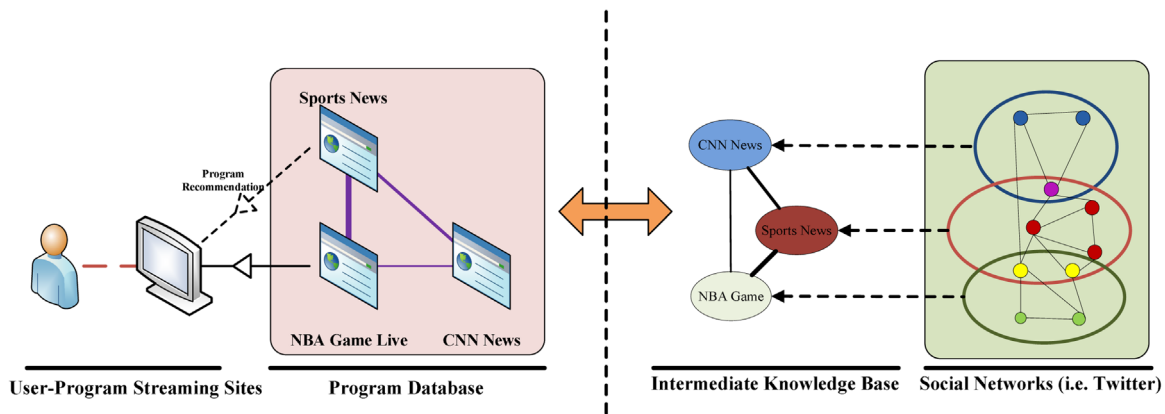 Sports News
Program
Recommendation
NBA Game Live
CNN News
CNN News
Sports News
NBA Game
User-Program Streaming Sites
Program Database
Intermediate Knowledge Base
Social Networks (i.e. Twitter)